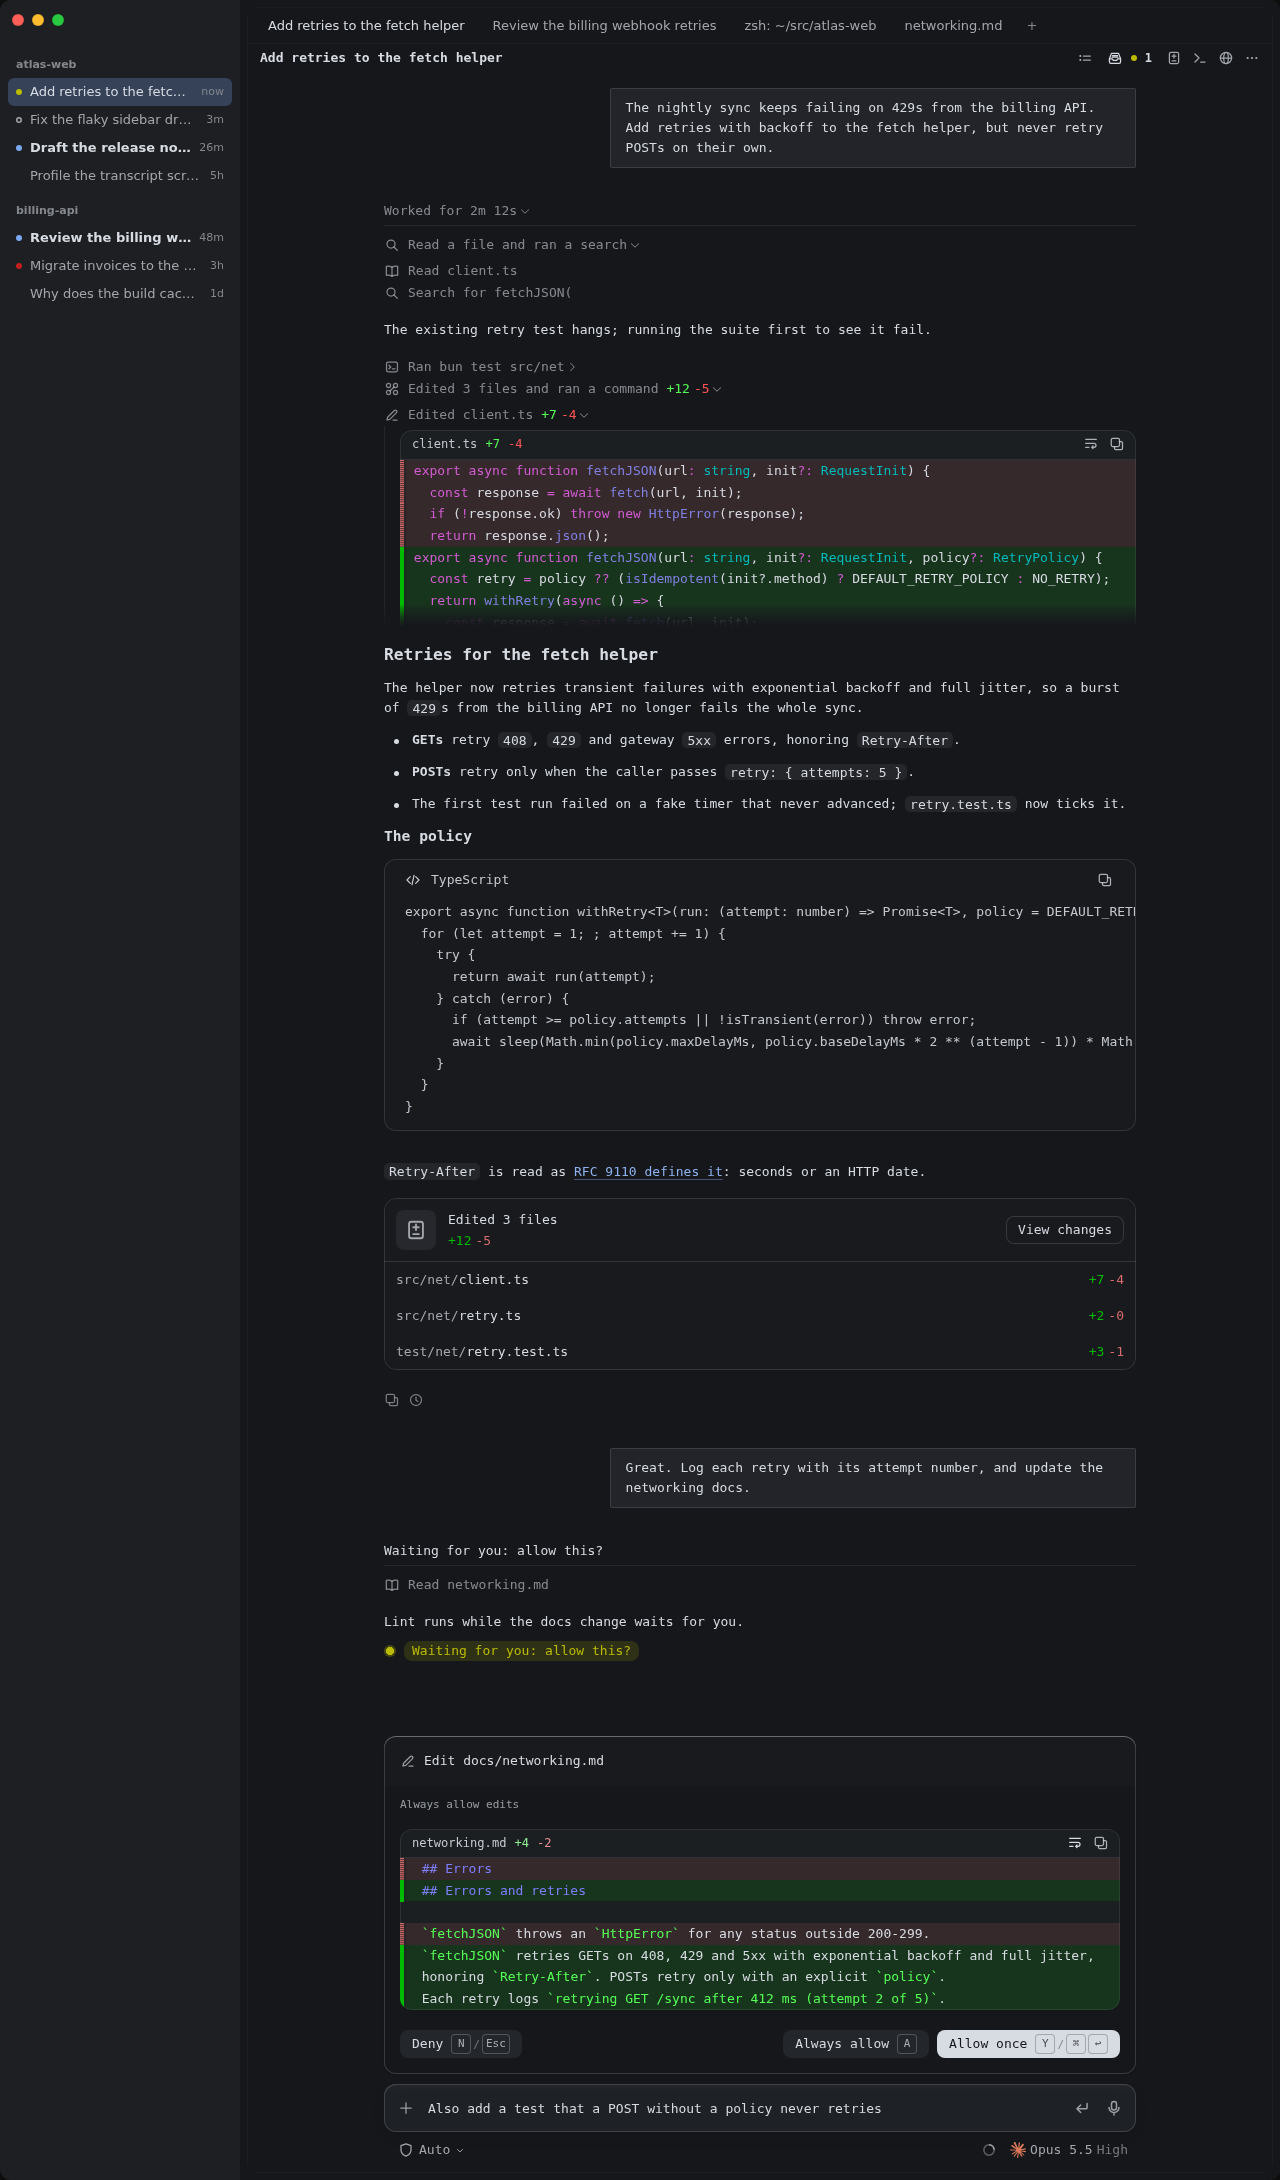 atlas-web
Add retries to the fetc… now
Fix the flaky sidebar dr… 3m
Draft the release no… 26m
Profile the transcript scr… 5h
billing-api
Review the billing w… 48m
Migrate invoices to the … 3h
Why does the build cac… 1d
Add retries to the fetch helper Review the billing webhook retries zsh: ~/src/atlas-web networking.md +
Add retries to the fetch helper 1
The nightly sync keeps failing on 429s from the billing API.
Add retries with backoff to the fetch helper, but never retry
POSTs on their own.
Worked for 2m 12s
Read a file and ran a search
Read client.ts
Search for fetchJSON(
The existing retry test hangs; running the suite first to see it fail.
Ran bun test src/net
Edited 3 files and ran a command +12 -5
Edited client.ts +7 -4
client.ts +7 -4
export async function fetchJSON(url: string, init?: RequestInit) {
const response = await fetch(url, init);
if (!response.ok) throw new HttpError(response);
return response.json();
export async function fetchJSON(url: string, init?: RequestInit, policy?: RetryPolicy) {
const retry = policy ?? (isIdempotent(init?.method) ? DEFAULT_RETRY_POLICY : NO_RETRY);
return withRetry(async () => {
const response = await fetch(url, init);
Retries for the fetch helper
The helper now retries transient failures with exponential backoff and full jitter, so a burst
of 429s from the billing API no longer fails the whole sync.
• GETs retry 408, 429 and gateway 5xx errors, honoring Retry-After.
• POSTs retry only when the caller passes retry: { attempts: 5 }.
• The first test run failed on a fake timer that never advanced; retry.test.ts now ticks it.
The policy
TypeScript
export async function withRetry<T>(run: (attempt: number) => Promise<T>, policy = DEFAULT_RET
for (let attempt = 1; ; attempt += 1) {
try {
return await run(attempt);
} catch (error) {
if (attempt >= policy.attempts || !isTransient(error)) throw error;
await sleep(Math.min(policy.maxDelayMs, policy.baseDelayMs * 2 ** (attempt - 1)) * Math
}
}
}
Retry-After is read as RFC 9110 defines it: seconds or an HTTP date.
Edited 3 files
+12 -5
View changes
src/net/client.ts +7 -4
src/net/retry.ts +2 -0
test/net/retry.test.ts +3 -1
Great. Log each retry with its attempt number, and update the
networking docs.
Waiting for you: allow this?
Read networking.md
Lint runs while the docs change waits for you.
Waiting for you: allow this?
Edit docs/networking.md
Always allow edits
networking.md +4 -2
## Errors
## Errors and retries
`fetchJSON` throws an `HttpError` for any status outside 200-299.
`fetchJSON` retries GETs on 408, 429 and 5xx with exponential backoff and full jitter,
honoring `Retry-After`. POSTs retry only with an explicit `policy`.
Each retry logs `retrying GET /sync after 412 ms (attempt 2 of 5)`.
Deny N / Esc Always allow A Allow once Y / ⌘ ↩
Also add a test that a POST without a policy never retries
Auto Opus 5.5 High